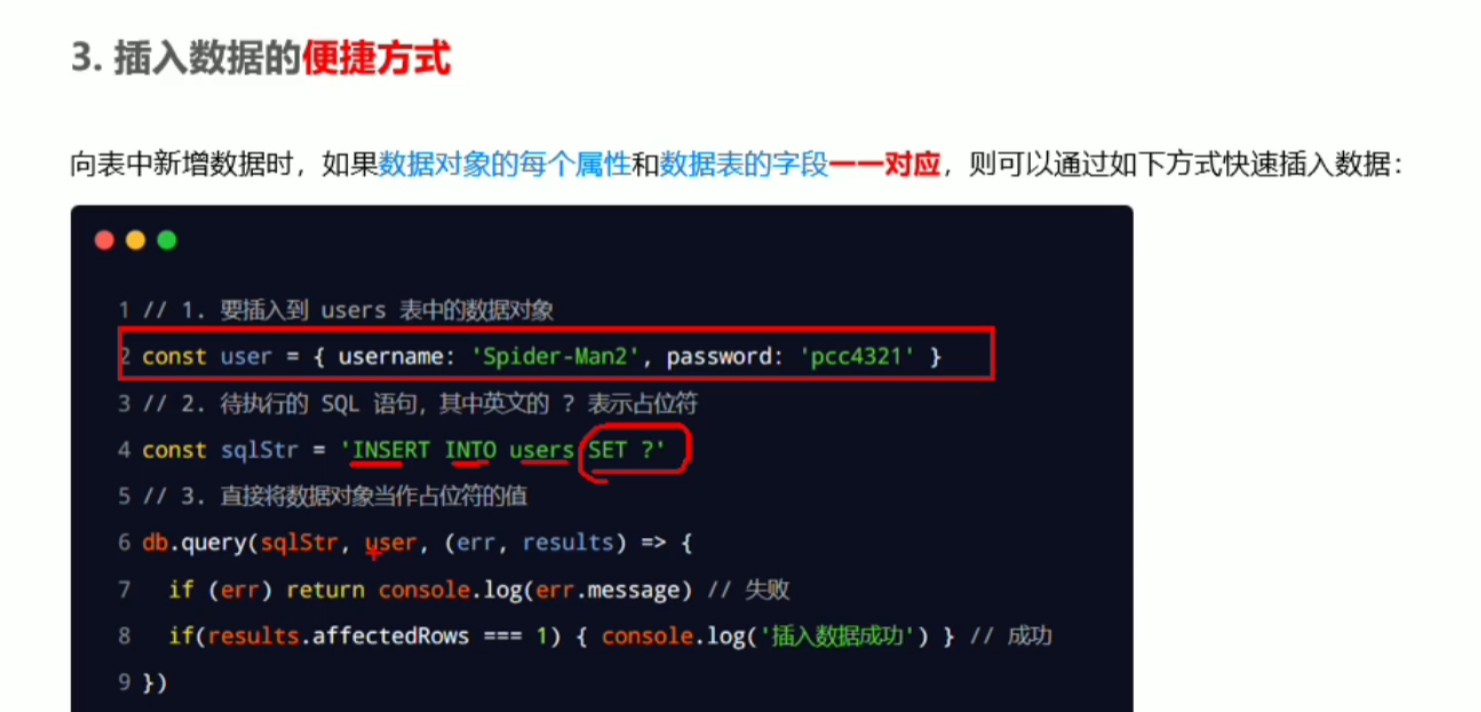 3. 插入数据的便捷方式
向表中新增数据时，如果数据对象的每个属性和数据表的字段一一对应，则可以通过如下方式快速插入数据：
1 // 1. 要插入到 users 表中的数据对象
2 const user = { username: 'Spider-Man2', password: 'pcc4321' }
3 // 2. 待执行的 SQL 语句，其中英文的 ? 表示占位符
4 const sqlStr = 'INSERT INTO users SET ?'
5 // 3. 直接将数据对象当作占位符的值
6 db.query(sqlStr, user, (err, results) => {
7   if (err) return console.log(err.message) // 失败
8   if(results.affectedRows === 1) { console.log('插入数据成功') } // 成功
9 })